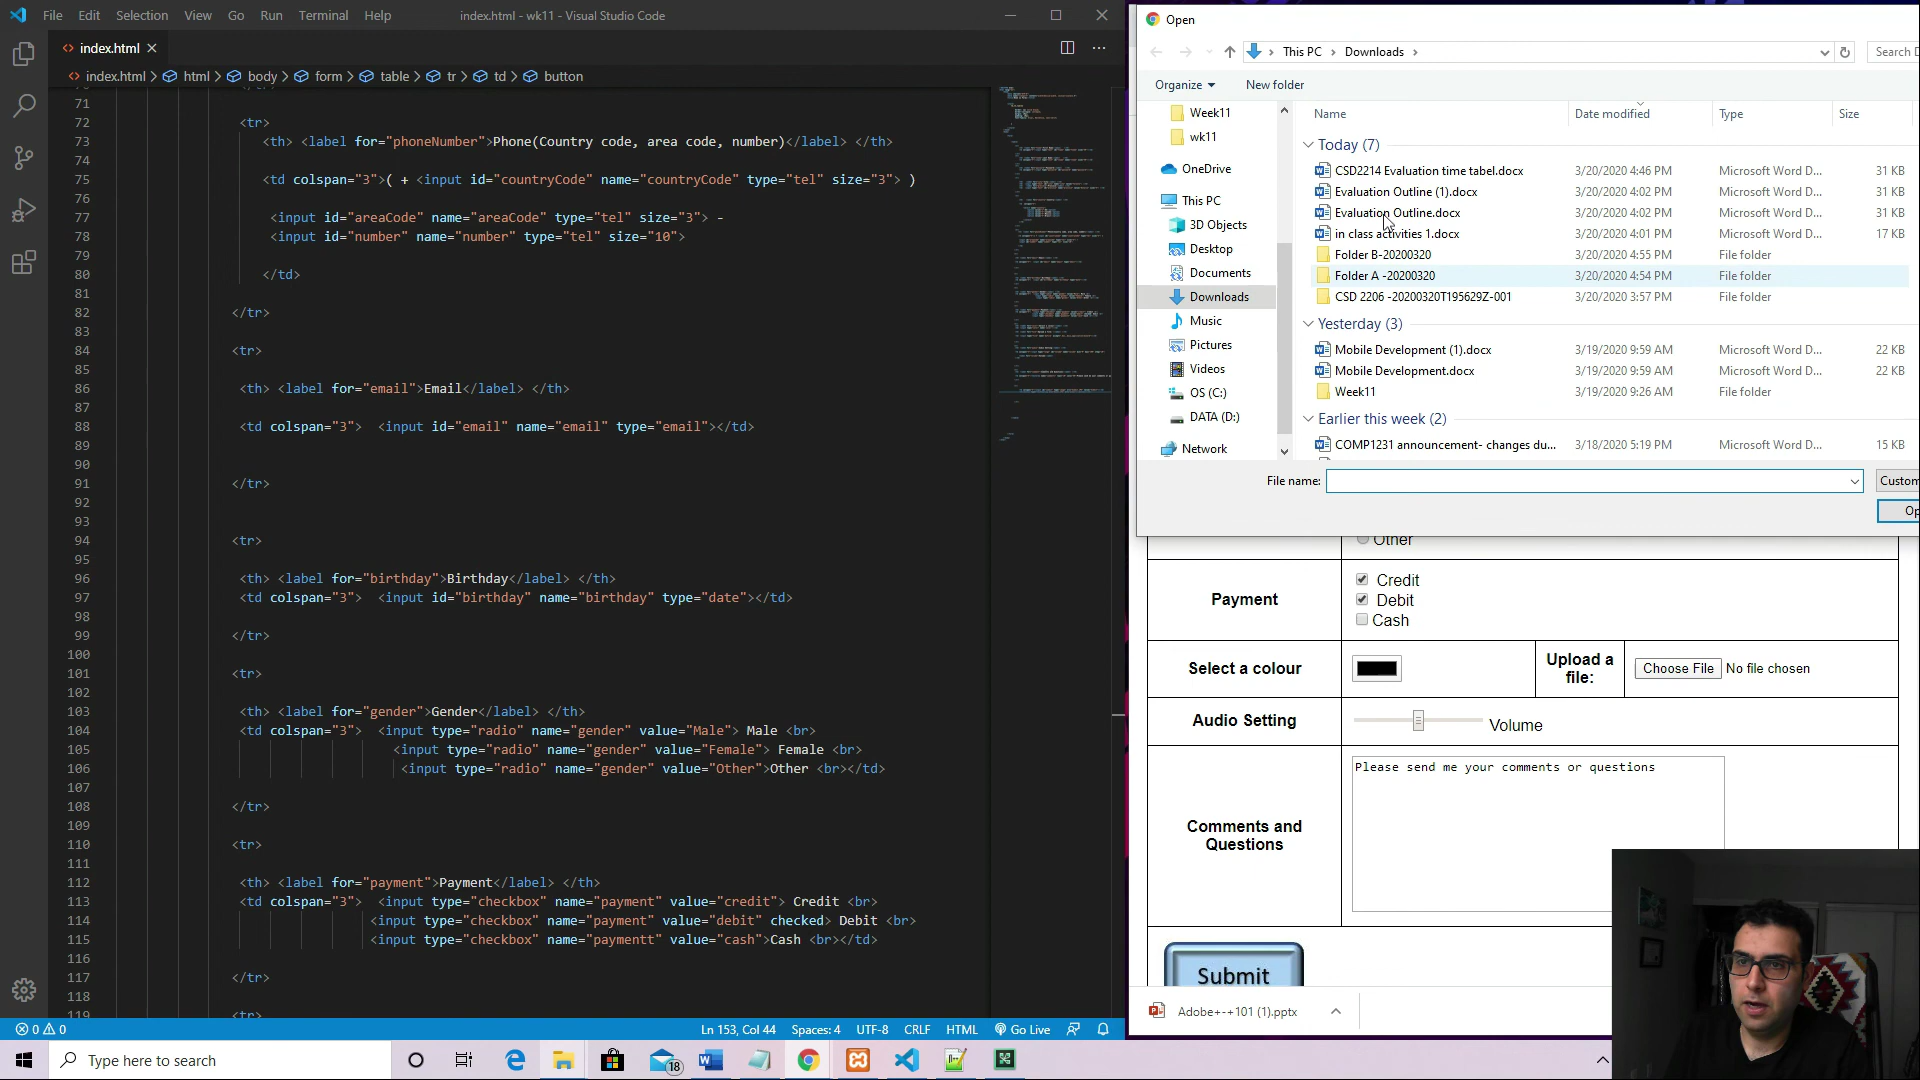 File Edit Selection View Go Run Terminal Help
index.html - wk11 - Visual Studio Code
index.html
index.html > html > body > form > table > tr > td > button
71
72 <tr>
73 <th> <label for="phoneNumber">Phone(Country code, area code, number)</label> </th>
74
75 <td colspan="3">( + <input id="countryCode" name="countryCode" type="tel" size="3"> )
76
77 <input id="areaCode" name="areaCode" type="tel" size="3"> -
78 <input id="number" name="number" type="tel" size="10">
79
80 </td>
81
82 </tr>
83
84 <tr>
85
86 <th> <label for="email">Email</label> </th>
87
88 <td colspan="3"> <input id="email" name="email" type="email"></td>
89
90
91 </tr>
92
93
94 <tr>
95
96 <th> <label for="birthday">Birthday</label> </th>
97 <td colspan="3"> <input id="birthday" name="birthday" type="date"></td>
98
99 </tr>
100
101 <tr>
102
103 <th> <label for="gender">Gender</label> </th>
104 <td colspan="3"> <input type="radio" name="gender" value="Male"> Male <br>
105 <input type="radio" name="gender" value="Female"> Female <br>
106 <input type="radio" name="gender" value="Other">Other <br></td>
107
108 </tr>
109
110 <tr>
111
112 <th> <label for="payment">Payment</label> </th>
113 <td colspan="3"> <input type="checkbox" name="payment" value="credit"> Credit <br>
114 <input type="checkbox" name="payment" value="debit" checked> Debit <br>
115 <input type="checkbox" name="paymentt" value="cash">Cash <br></td>
116
117 </tr>
118
119 <tr>
0 0
Ln 153, Col 44 Spaces: 4 UTF-8 CRLF HTML Go Live
Open
This PC > Downloads >
Search D
Organize New folder
Week11
wk11
OneDrive
This PC
3D Objects
Desktop
Documents
Downloads
Music
Pictures
Videos
OS (C:)
DATA (D:)
Network
Name Date modified Type Size
Today (7)
CSD2214 Evaluation time tabel.docx 3/20/2020 4:46 PM Microsoft Word D... 31 KB
Evaluation Outline (1).docx 3/20/2020 4:02 PM Microsoft Word D... 31 KB
Evaluation Outline.docx 3/20/2020 4:02 PM Microsoft Word D... 31 KB
in class activities 1.docx 3/20/2020 4:01 PM Microsoft Word D... 17 KB
Folder B-20200320 3/20/2020 4:55 PM File folder
Folder A -20200320 3/20/2020 4:54 PM File folder
CSD 2206 -20200320T195629Z-001 3/20/2020 3:57 PM File folder
Yesterday (3)
Mobile Development (1).docx 3/19/2020 9:59 AM Microsoft Word D... 22 KB
Mobile Development.docx 3/19/2020 9:59 AM Microsoft Word D... 22 KB
Week11 3/19/2020 9:26 AM File folder
Earlier this week (2)
COMP1231 announcement- changes du... 3/18/2020 5:19 PM Microsoft Word D... 15 KB
File name:
Custom
Op
Other
Payment
Credit
Debit
Cash
Select a colour
Upload a
file:
Choose File No file chosen
Audio Setting
Volume
Comments and
Questions
Please send me your comments or questions
Submit
Adobe+-+101 (1).pptx
Type here to search
18